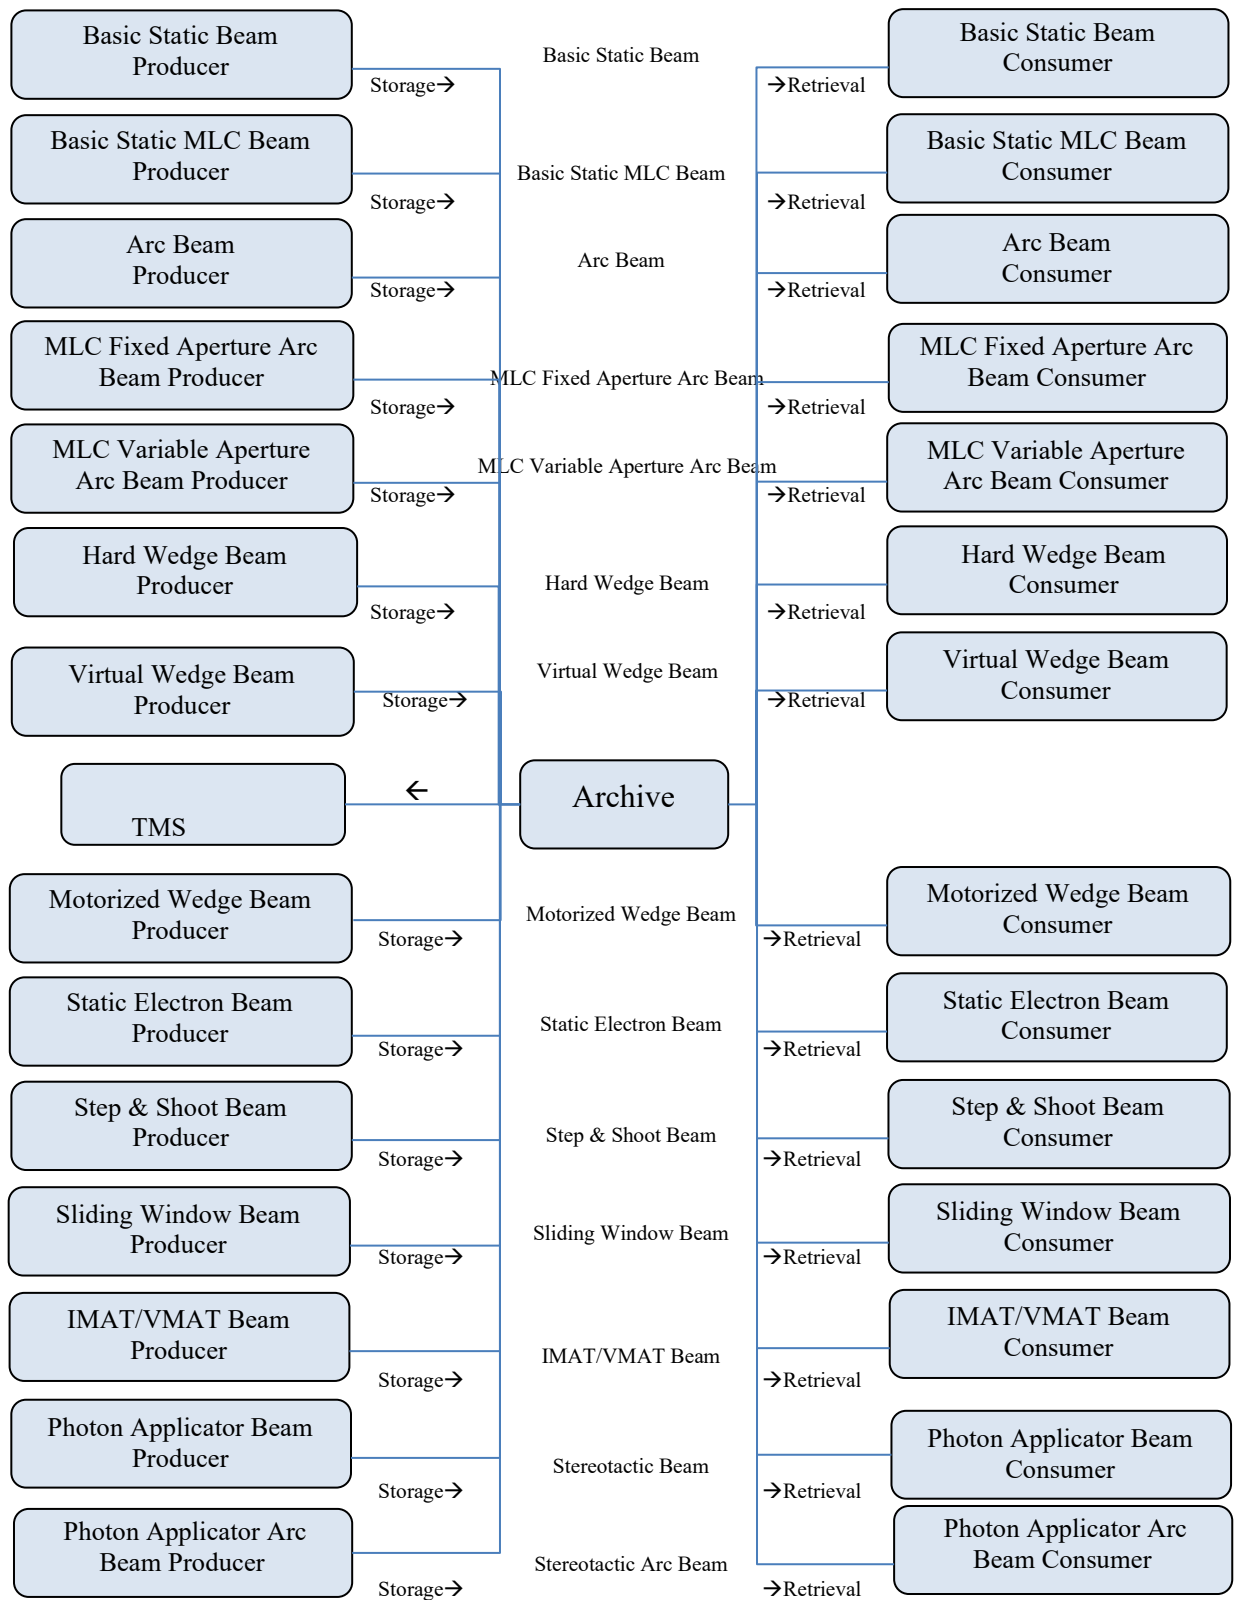 Basic Static Beam
Producer
Storage→
Basic Static Beam
→Retrieval
Basic Static Beam
Consumer
Basic Static MLC Beam
Producer
Storage→
Basic Static MLC Beam
→Retrieval
Basic Static MLC Beam
Consumer
Arc Beam
Producer
Storage→
Arc Beam
→Retrieval
Arc Beam
Consumer
MLC Fixed Aperture Arc
Beam Producer
Storage→
MLC Fixed Aperture Arc Beam
→Retrieval
MLC Fixed Aperture Arc
Beam Consumer
MLC Variable Aperture
Arc Beam Producer
Storage→
MLC Variable Aperture Arc Beam
→Retrieval
MLC Variable Aperture
Arc Beam Consumer
Hard Wedge Beam
Producer
Storage→
Hard Wedge Beam
→Retrieval
Hard Wedge Beam
Consumer
Virtual Wedge Beam
Producer
Storage→
Virtual Wedge Beam
→Retrieval
Virtual Wedge Beam
Consumer
TMS
←
Archive
Motorized Wedge Beam
Producer
Storage→
Motorized Wedge Beam
→Retrieval
Motorized Wedge Beam
Consumer
Static Electron Beam
Producer
Storage→
Static Electron Beam
→Retrieval
Static Electron Beam
Consumer
Step & Shoot Beam
Producer
Storage→
Step & Shoot Beam
→Retrieval
Step & Shoot Beam
Consumer
Sliding Window Beam
Producer
Storage→
Sliding Window Beam
→Retrieval
Sliding Window Beam
Consumer
IMAT/VMAT Beam
Producer
Storage→
IMAT/VMAT Beam
→Retrieval
IMAT/VMAT Beam
Consumer
Photon Applicator Beam
Producer
Storage→
Stereotactic Beam
→Retrieval
Photon Applicator Beam
Consumer
Photon Applicator Arc
Beam Producer
Storage→
Stereotactic Arc Beam
→Retrieval
Photon Applicator Arc
Beam Consumer